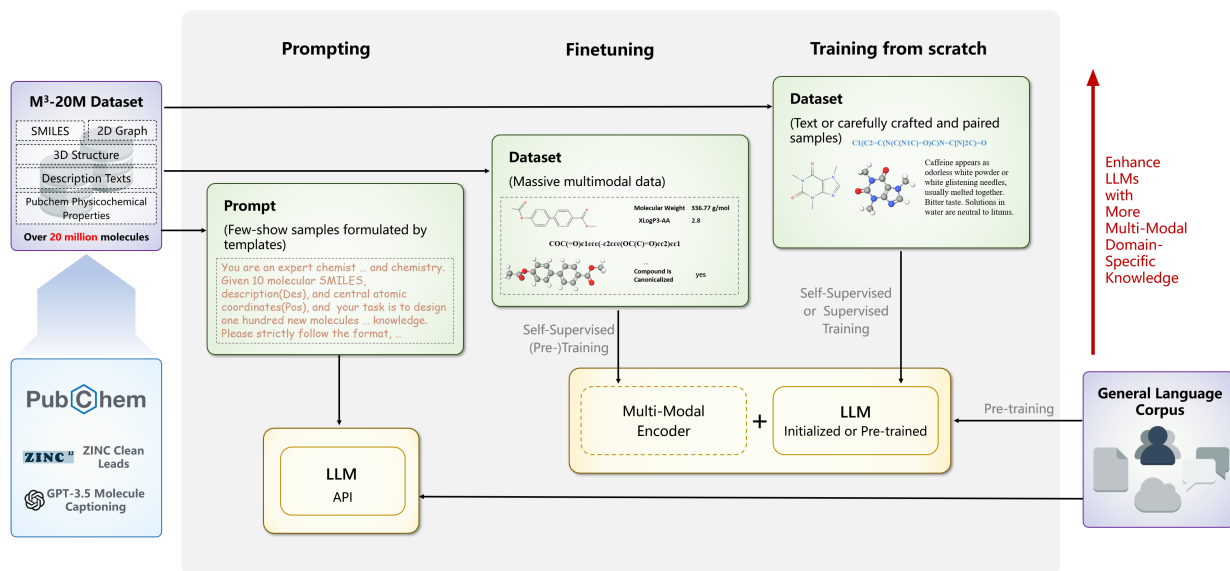 Prompting
Finetuning
Training from scratch
M³-20M Dataset
SMILES
2D Graph
3D Structure
Description Texts
Pubchem Physicochemical
Properties
Over 20 million molecules
PubChem
ZINC 12
ZINC Clean
Leads
GPT-3.5 Molecule
Captioning
Prompt
(Few-show samples formulated by
templates)
You are an expert chemist ... and chemistry.
Given 10 molecular SMILES,
description(Des), and central atomic
coordinates(Pos), and your task is to design
one hundred new molecules ... knowledge.
Please strictly follow the format, ...
LLM
API
Dataset
(Massive multimodal data)
Molecular Weight 336.77 g/mol
XLogP3-AA 2.8
COC(=O)c1ccc(-c2ccc(OC(C)=O)cc2)cc1
...
Compound is
Canonicalized
yes
Self-Supervised
(Pre-)Training
Dataset
(Text or carefully crafted and paired
samples)
C1(C2=C(N(C(N1C)=O)C)N=C[N]2C)=O
Caffeine appears as
odorless white powder or
white glistening needles,
usually melted together.
Bitter taste. Solutions in
water are neutral to litmus.
Self-Supervised
or Supervised
Training
Multi-Modal
Encoder
+
LLM
Initialized or Pre-trained
Pre-training
General Language
Corpus
Enhance
LLMs
with
More
Multi-Modal
Domain-
Specific
Knowledge